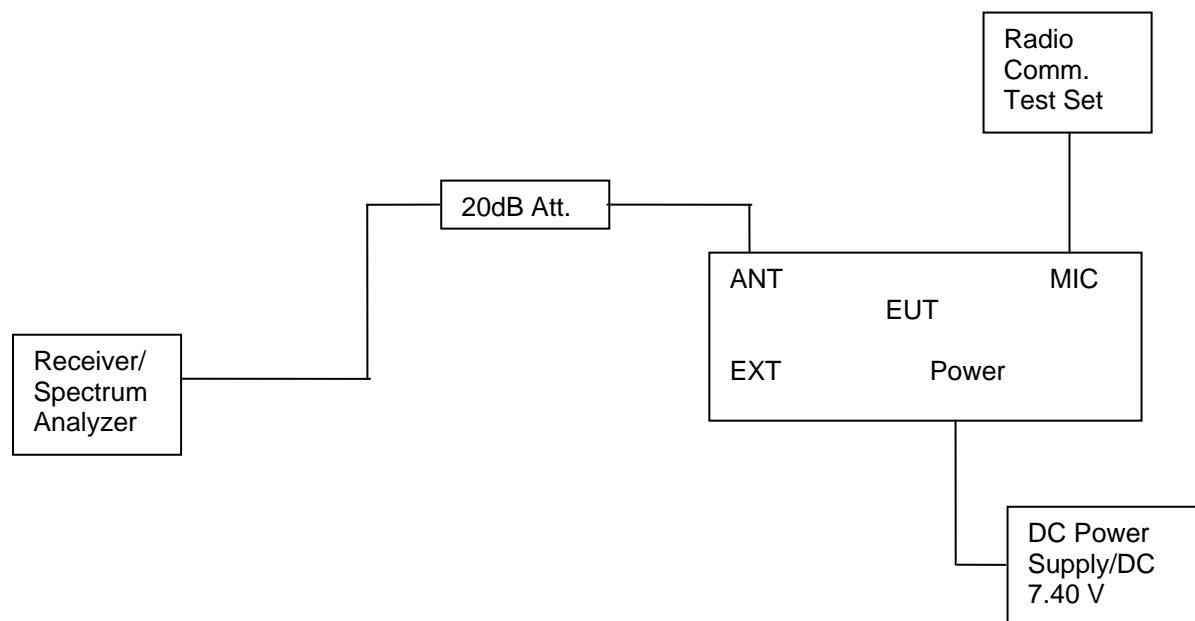 Radio
Comm.
Test Set
20dB Att.
ANT
MIC
EUT
EXT
Power
Receiver/
Spectrum
Analyzer
DC Power
Supply/DC
7.40 V